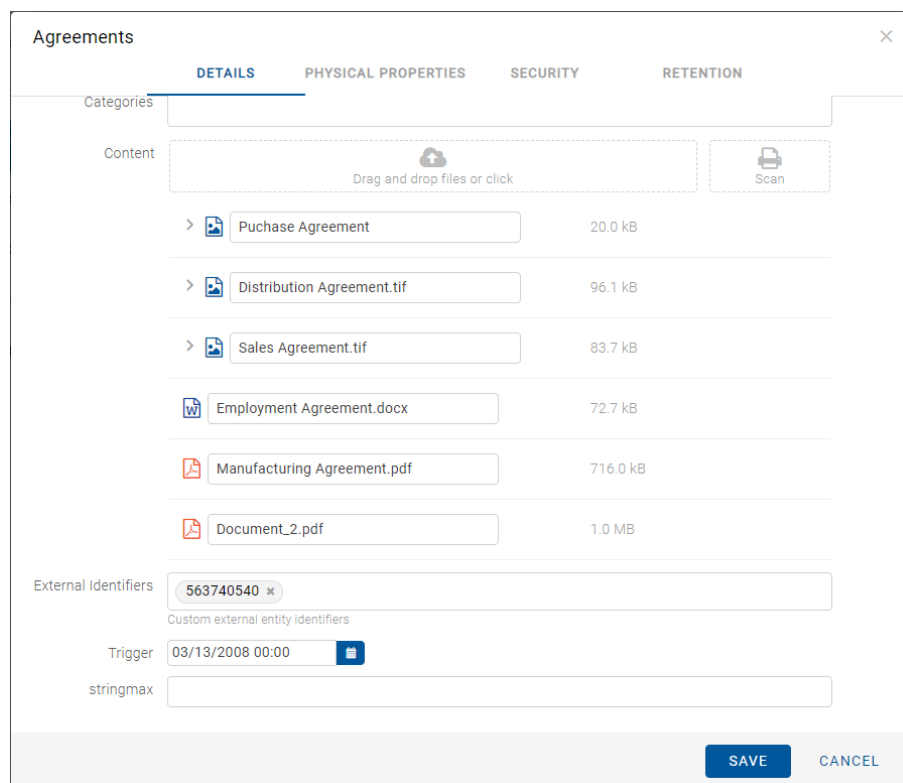 Agreements
DETAILS PHYSICAL PROPERTIES SECURITY RETENTION
Categories
Content
Drag and drop files or click
Scan
Puchase Agreement 20.0 kB
Distribution Agreement.tif 96.1 kB
Sales Agreement.tif 83.7 kB
Employment Agreement.docx 72.7 kB
Manufacturing Agreement.pdf 716.0 kB
Document_2.pdf 1.0 MB
External Identifiers 563740540 ×
Custom external entity identifiers
Trigger 03/13/2008 00:00
stringmax
SAVE CANCEL